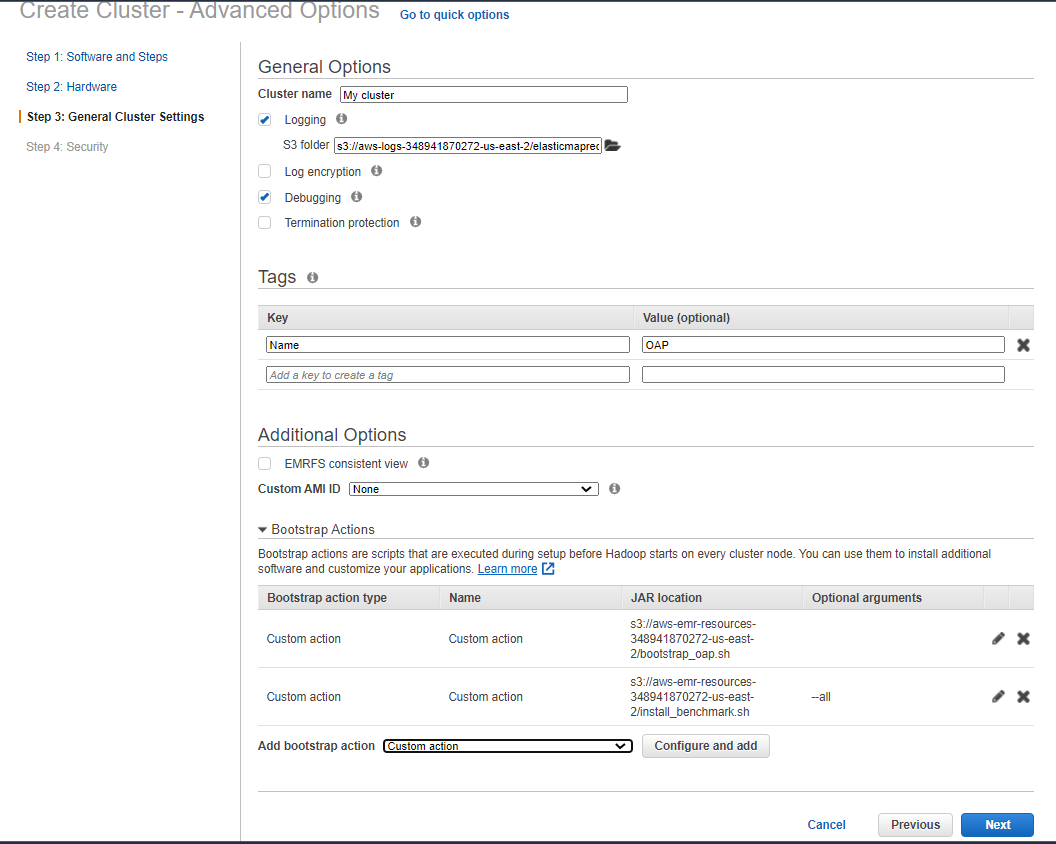 Create Cluster - Advanced Options Go to quick options
Step 1: Software and Steps
Step 2: Hardware
Step 3: General Cluster Settings
Step 4: Security
General Options
Cluster name My cluster
Logging
S3 folder s3://aws-logs-348941870272-us-east-2/elasticmaprec
Log encryption
Debugging
Termination protection
Tags
Key Value (optional)
Name OAP
Add a key to create a tag
Additional Options
EMRFS consistent view
Custom AMI ID None
Bootstrap Actions
Bootstrap actions are scripts that are executed during setup before Hadoop starts on every cluster node. You can use them to install additional
software and customize your applications. Learn more
Bootstrap action type Name JAR location Optional arguments
Custom action Custom action s3://aws-emr-resources-
348941870272-us-east-
2/bootstrap_oap.sh
Custom action Custom action s3://aws-emr-resources-
348941870272-us-east-
2/install_benchmark.sh --all
Add bootstrap action Custom action Configure and add
Cancel Previous Next